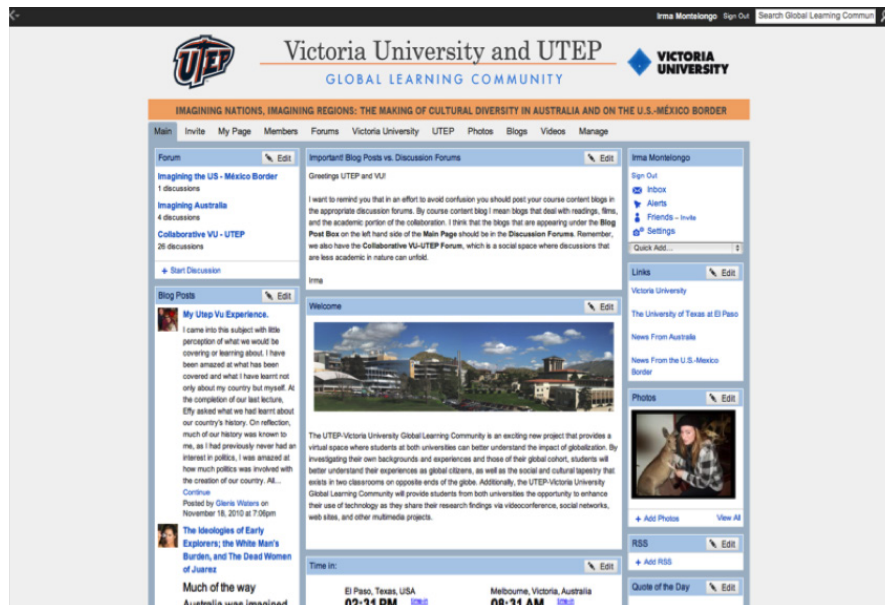 Irma Montelongo Sign Out Search Global Learning Commun
UTEP
Victoria University and UTEP
GLOBAL LEARNING COMMUNITY
VICTORIA
UNIVERSITY
IMAGINING NATIONS, IMAGINING REGIONS: THE MAKING OF CULTURAL DIVERSITY IN AUSTRALIA AND ON THE U.S.-MÉXICO BORDER
Main Invite My Page Members Forums Victoria University UTEP Photos Blogs Videos Manage
Forum Edit
Imagining the US - México Border
1 discussions
Imagining Australia
4 discussions
Collaborative VU - UTEP
26 discussions
+ Start Discussion
Blog Posts Edit
My Utep Vu Experience.
I came into this subject with little
perception of what we would be
covering or learning about. I have
been amazed at what has been
covered and what I have learnt not
only about my country but myself. At
the completion of our last lecture,
Effy asked what we had learnt about
our country's history. On reflection,
much of our history was known to
me, as I had previously never had an
interest in politics, I was amazed at
how much politics was involved with
the creation of our country. At...
Continue
Posted by Glenis Waters on
November 18, 2010 at 7:06pm
The Ideologies of Early
Explorers; the White Man's
Burden, and The Dead Women
of Juarez
Much of the way
Australia was imagined
Important! Blog Posts vs. Discussion Forums Edit
Greetings UTEP and VU!
I want to remind you that in an effort to avoid confusion you should post your course content blogs in
the appropriate discussion forums. By course content blog I mean blogs that deal with readings, films,
and the academic portion of the collaboration. I think that the blogs that are appearing under the Blog
Post Box on the left hand side of the Main Page should be in the Discussion Forums. Remember,
we also have the Collaborative VU-UTEP Forum, which is a social space where discussions that
are less academic in nature can unfold.
Irma
Welcome Edit
The UTEP-Victoria University Global Learning Community is an exciting new project that provides a
virtual space where students at both universities can better understand the impact of globalization. By
investigating their own backgrounds and experiences and those of their global cohort, students will
better understand their experiences as global citizens, as well as the social and cultural tapestry that
exists in two classrooms on opposite ends of the globe. Additionally, the UTEP-Victoria University
Global Learning Community will provide students from both universities the opportunity to enhance
their use of technology as they share their research findings via videoconference, social networks,
web sites, and other multimedia projects.
Time in: Edit
El Paso, Texas, USA Melbourne, Victoria, Australia
02:31 PM 08:31 AM
Irma Montelongo
Sign Out
Inbox
Alerts
Friends – Invite
Settings
Quick Add...
Links Edit
Victoria University
The University of Texas at El Paso
News From Australia
News From the U.S.-Mexico
Border
Photos Edit
+ Add Photos View All
RSS Edit
+ Add RSS
Quote of the Day Edit